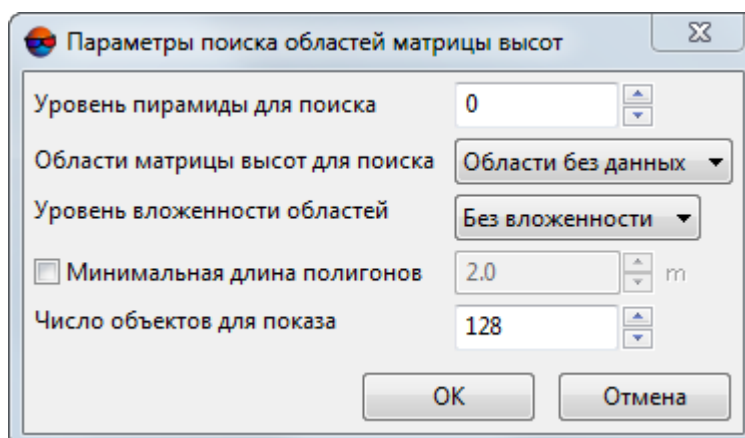 Параметры поиска областей матрицы высот
Уровень пирамиды для поиска 0
Области матрицы высот для поиска Области без данных
Уровень вложенности областей Без вложенности
Минимальная длина полигонов 2.0 m
Число объектов для показа 128
OK Отмена